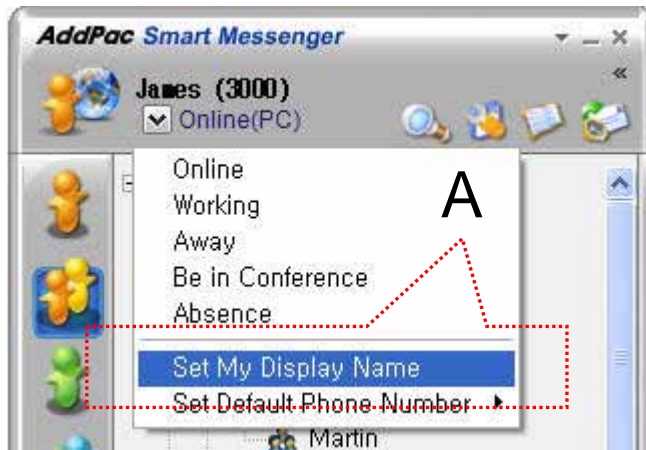 AddPac Smart Messenger
James (3000)
Online(PC)
Online
Working
Away
Be in Conference
Absence
Set My Display Name
Set Default Phone Number
Martin
A